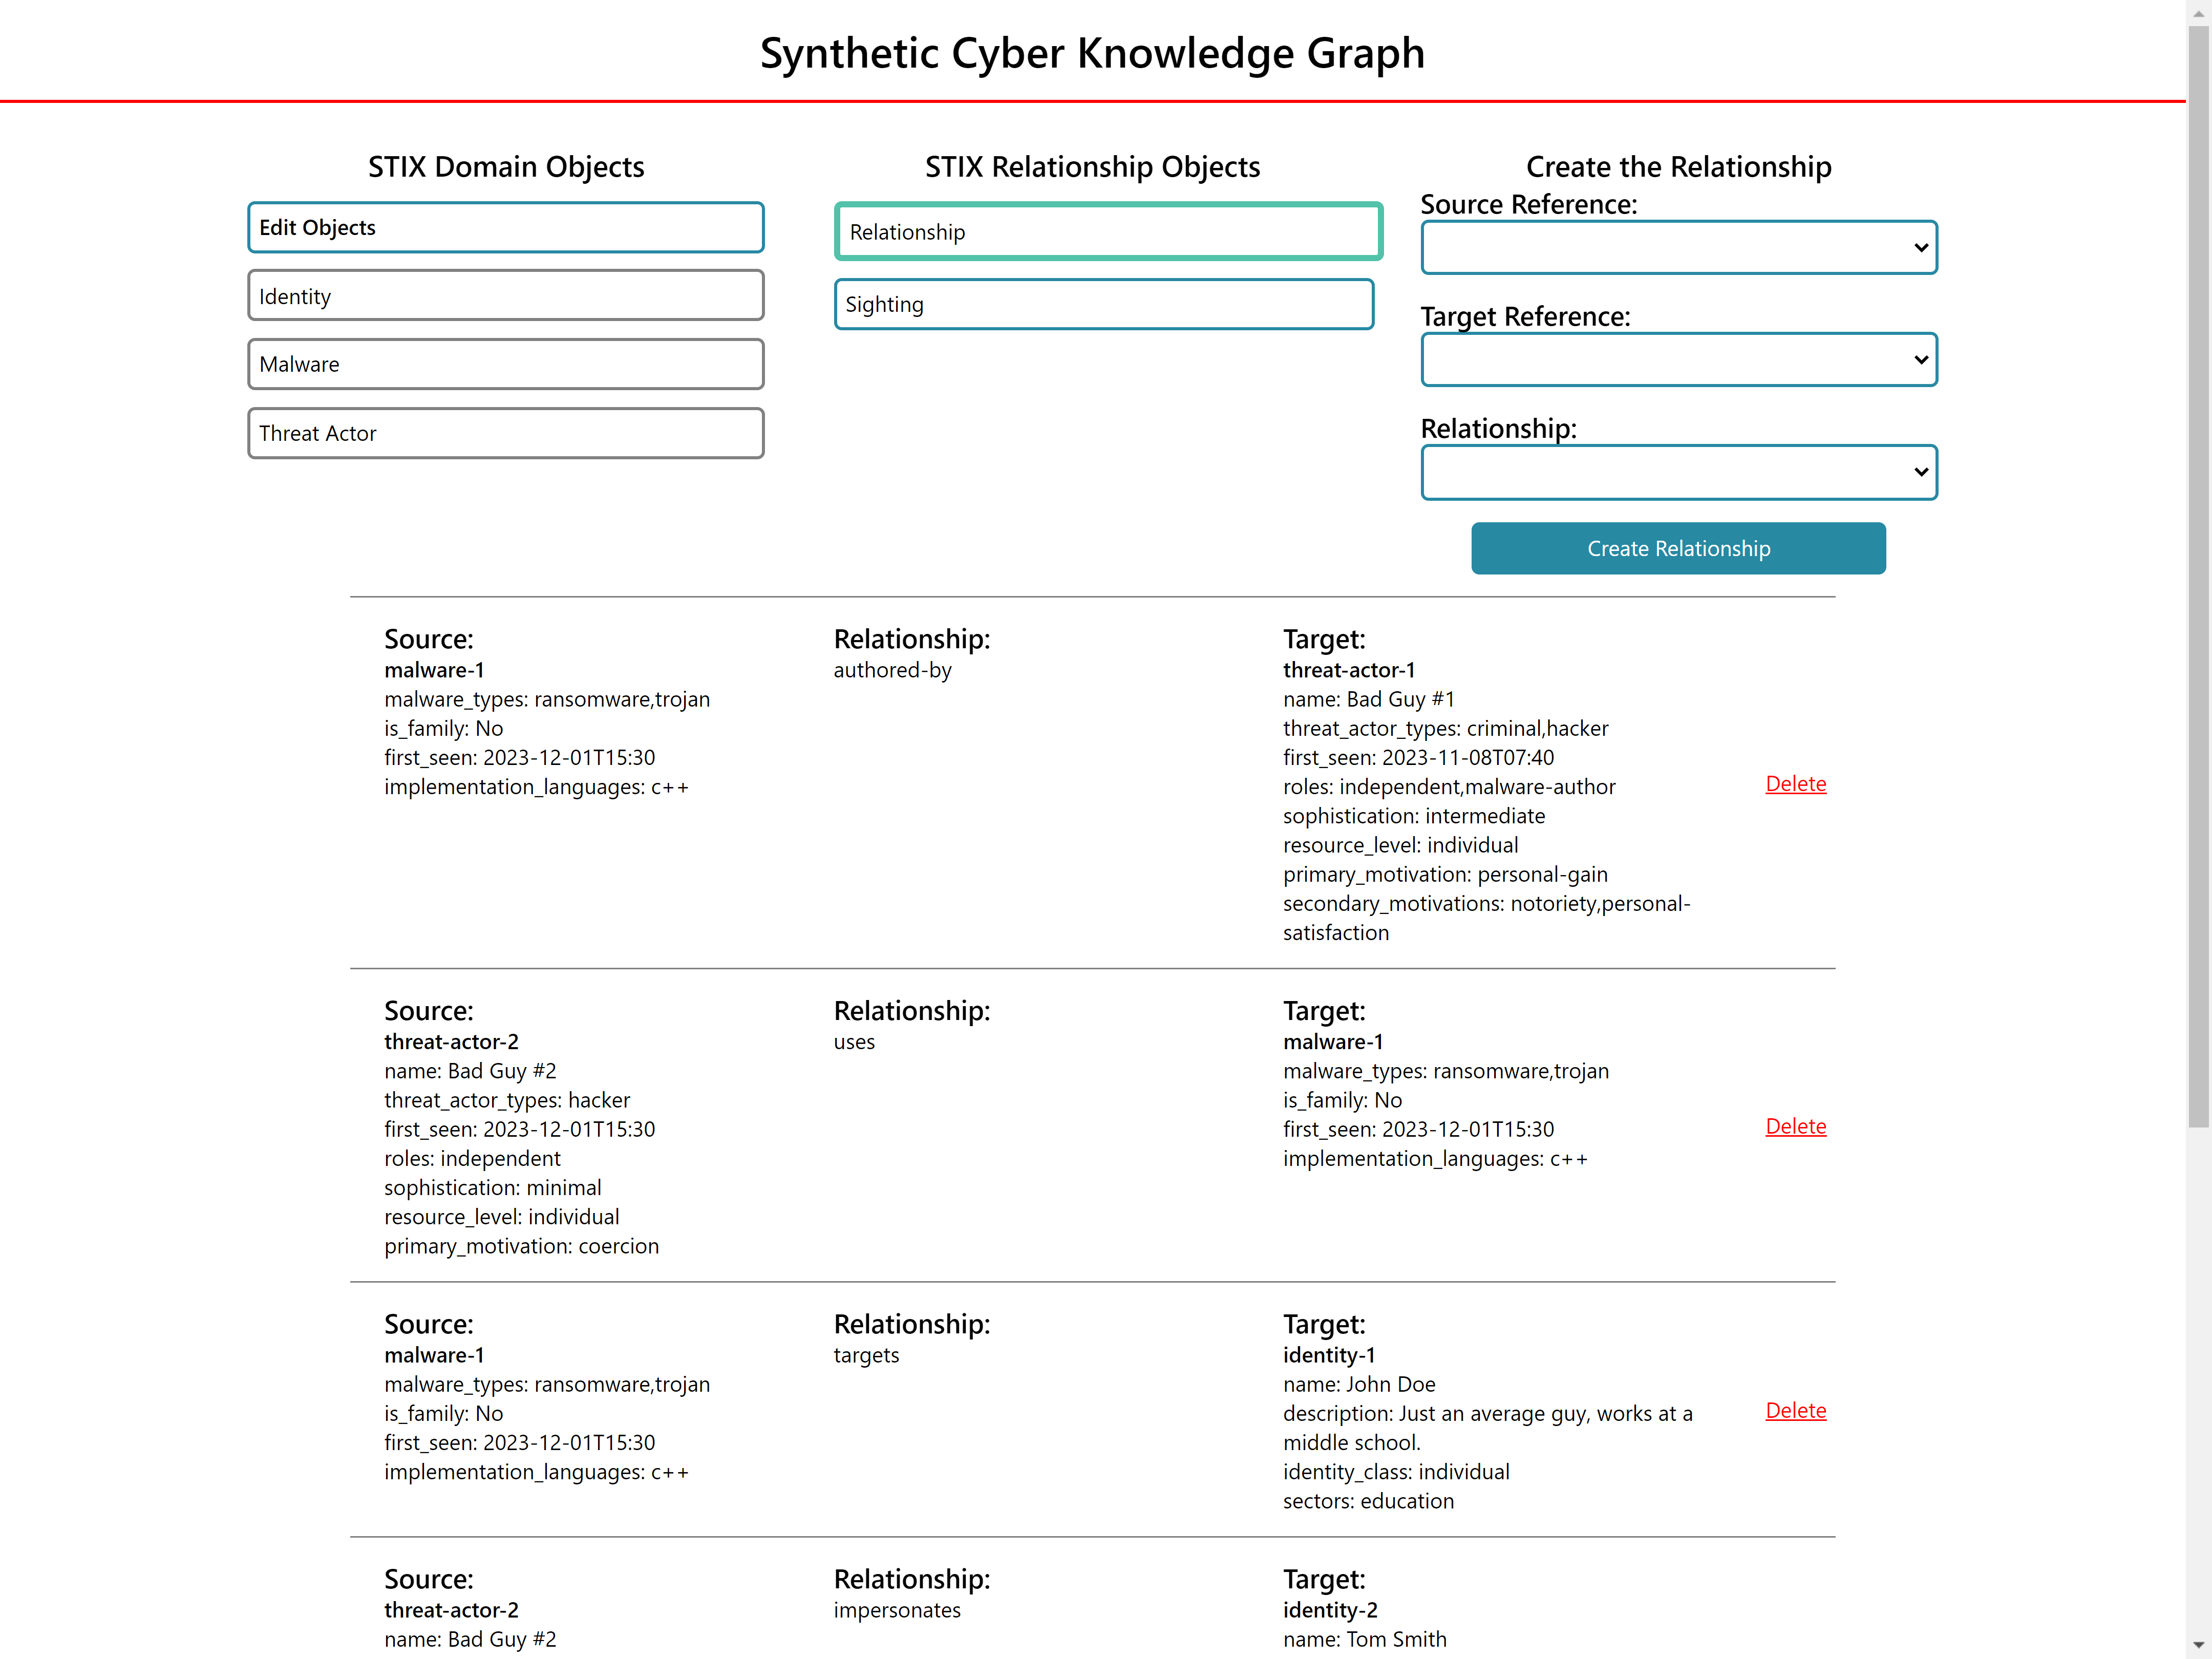 Synthetic Cyber Knowledge Graph
STIX Domain Objects
Edit Objects
Identity
Malware
Threat Actor
STIX Relationship Objects
Relationship
Sighting
Create the Relationship
Source Reference:
Target Reference:
Relationship:
Create Relationship
Source:
malware-1
malware_types: ransomware,trojan
is_family: No
first_seen: 2023-12-01T15:30
implementation_languages: c++
Relationship:
authored-by
Target:
threat-actor-1
name: Bad Guy #1
threat_actor_types: criminal,hacker
first_seen: 2023-11-08T07:40
roles: independent,malware-author
sophistication: intermediate
resource_level: individual
primary_motivation: personal-gain
secondary_motivations: notoriety,personal-
satisfaction
Delete
Source:
threat-actor-2
name: Bad Guy #2
threat_actor_types: hacker
first_seen: 2023-12-01T15:30
roles: independent
sophistication: minimal
resource_level: individual
primary_motivation: coercion
Relationship:
uses
Target:
malware-1
malware_types: ransomware,trojan
is_family: No
first_seen: 2023-12-01T15:30
implementation_languages: c++
Delete
Source:
malware-1
malware_types: ransomware,trojan
is_family: No
first_seen: 2023-12-01T15:30
implementation_languages: c++
Relationship:
targets
Target:
identity-1
name: John Doe
description: Just an average guy, works at a
middle school.
identity_class: individual
sectors: education
Delete
Source:
threat-actor-2
name: Bad Guy #2
Relationship:
impersonates
Target:
identity-2
name: Tom Smith